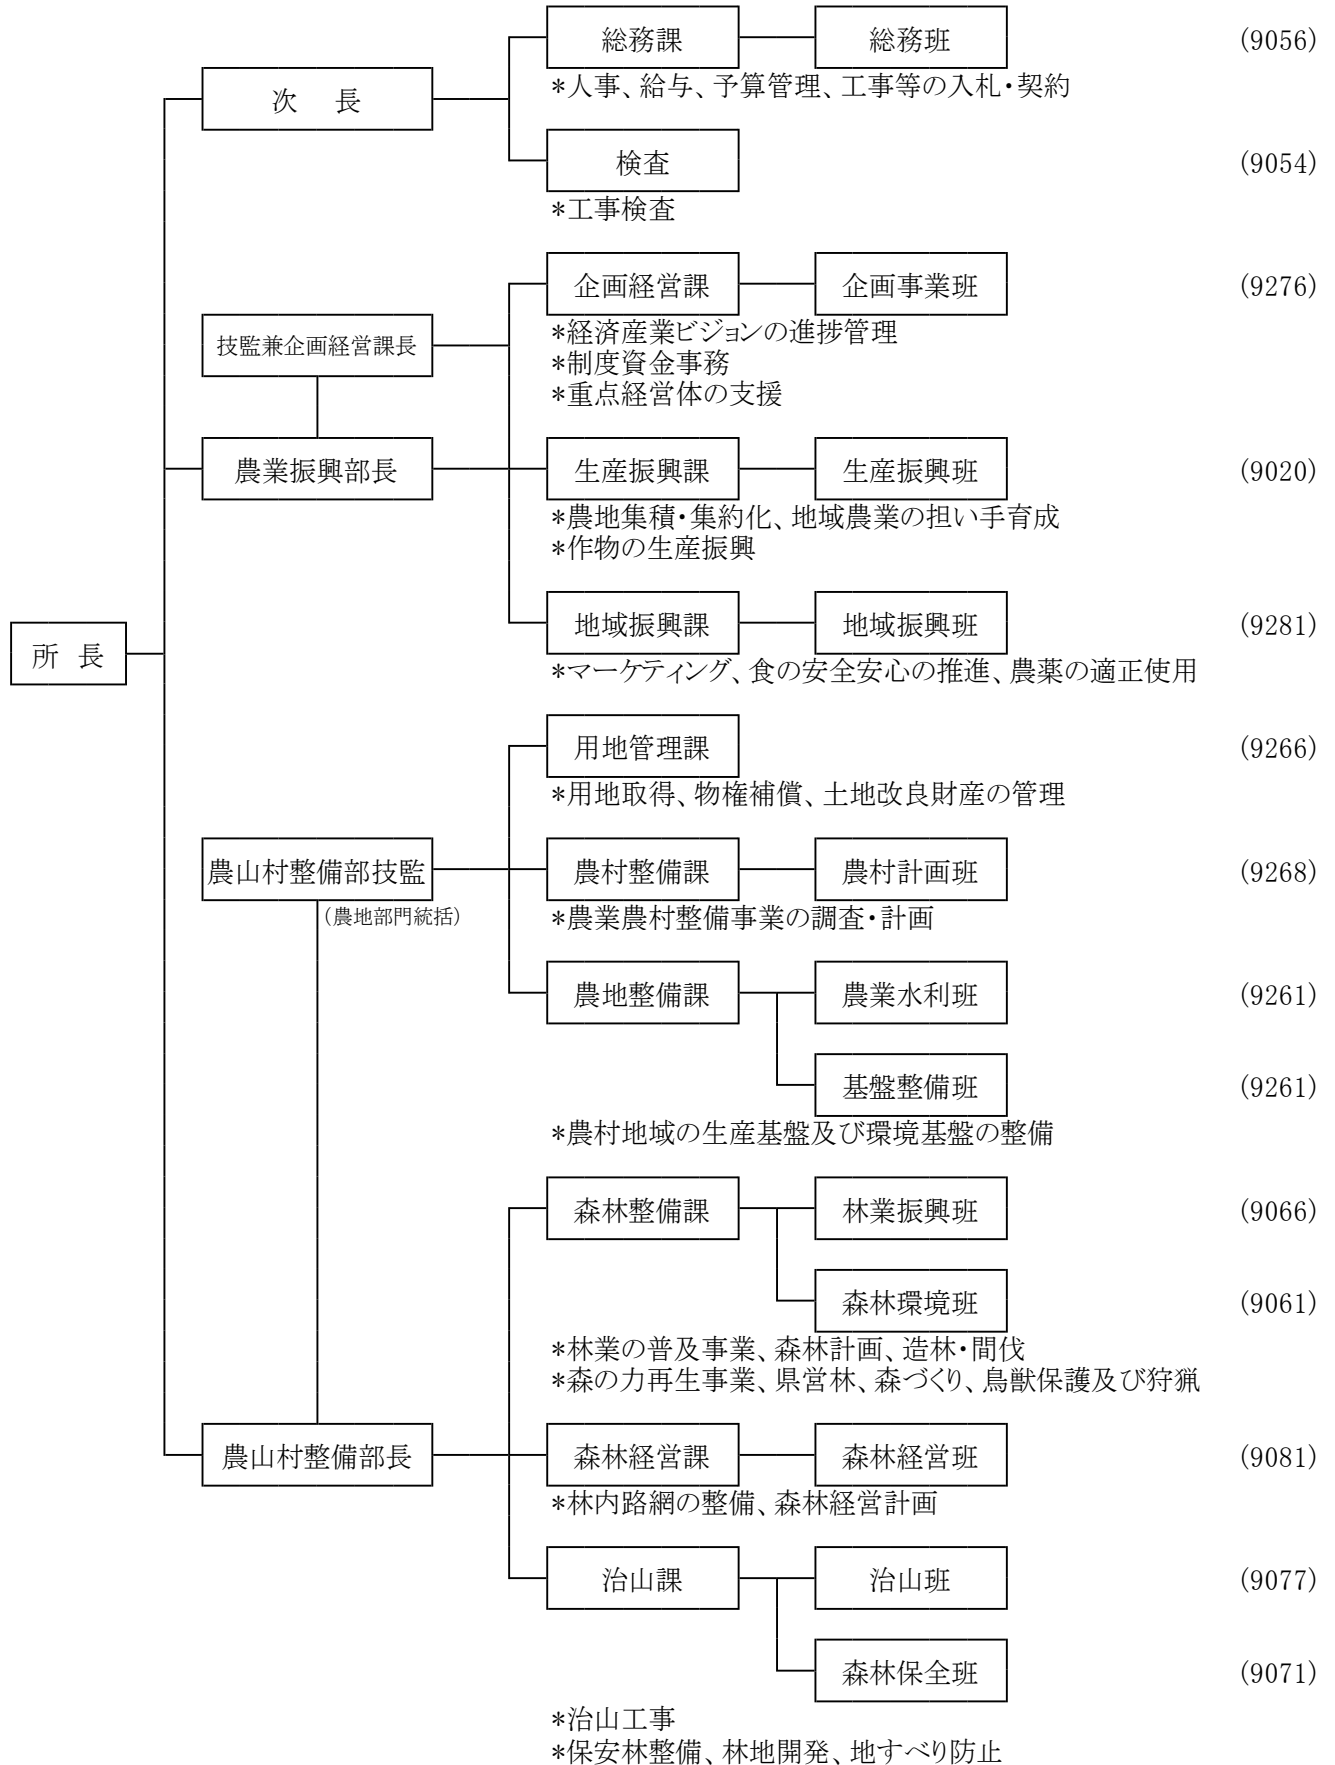 総務課 総務班 (9056)
*人事、給与、予算管理、工事等の入札・契約
次 長
検査 (9054)
*工事検査
企画経営課 企画事業班 (9276)
*経済産業ビジョンの進捗管理
技監兼企画経営課長
*制度資金事務
*重点経営体の支援
農業振興部長 生産振興課 生産振興班 (9020)
*農地集積・集約化、地域農業の担い手育成
*作物の生産振興
地域振興課 地域振興班 (9281)
所 長
*マーケティング、食の安全安心の推進、農薬の適正使用
用地管理課 (9266)
*用地取得、物権補償、土地改良財産の管理
農山村整備部技監 農村整備課 農村計画班 (9268)
(農地部門統括)
*農業農村整備事業の調査・計画
農地整備課 農業水利班 (9261)
基盤整備班 (9261)
*農村地域の生産基盤及び環境基盤の整備
森林整備課 林業振興班 (9066)
森林環境班 (9061)
*林業の普及事業、森林計画、造林・間伐
*森の力再生事業、県営林、森づくり、鳥獣保護及び狩猟
農山村整備部長 森林経営課 森林経営班 (9081)
*林内路網の整備、森林経営計画
治山課 治山班 (9077)
森林保全班 (9071)
*治山工事
*保安林整備、林地開発、地すべり防止